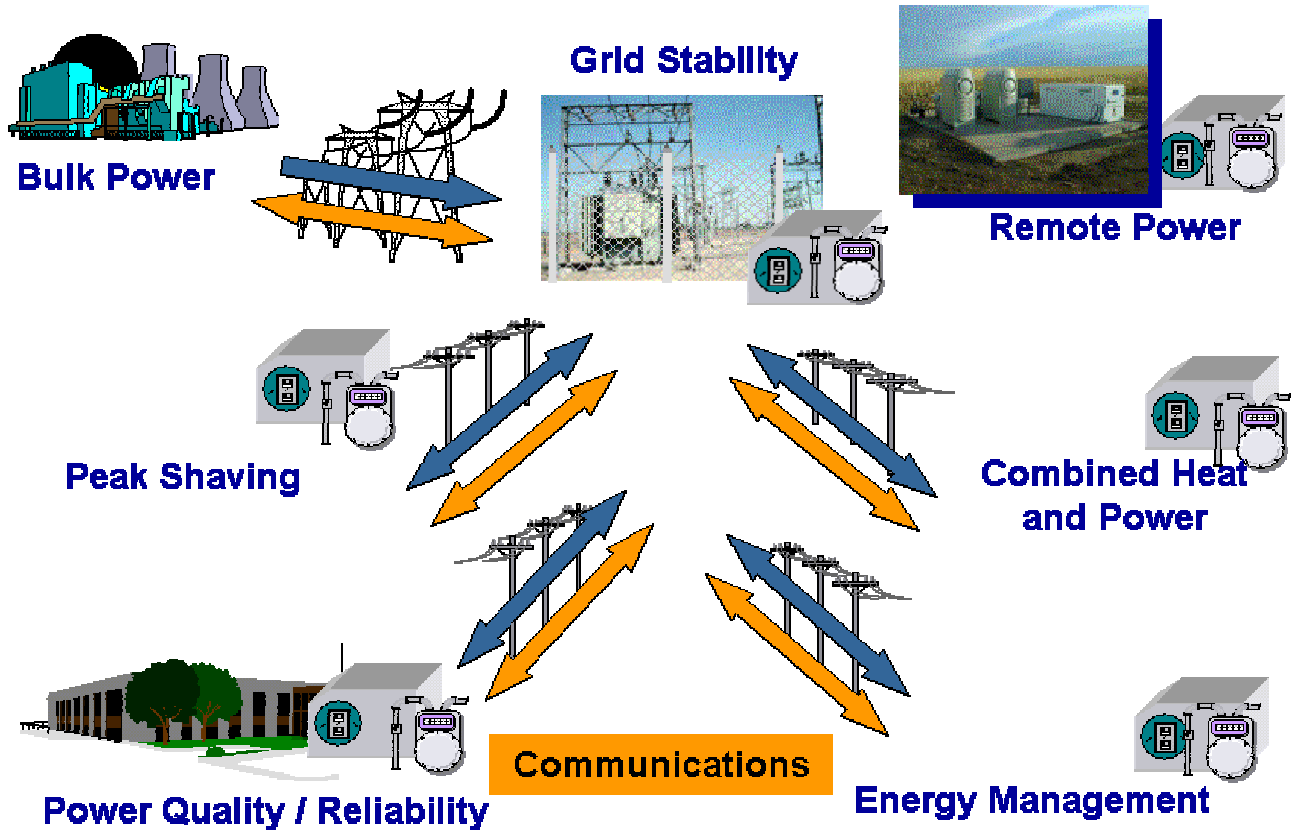 Grid Stability
Bulk Power
Remote Power
Peak Shaving
Combined Heat
and Power
Communications
Power Quality / Reliability
Energy Management